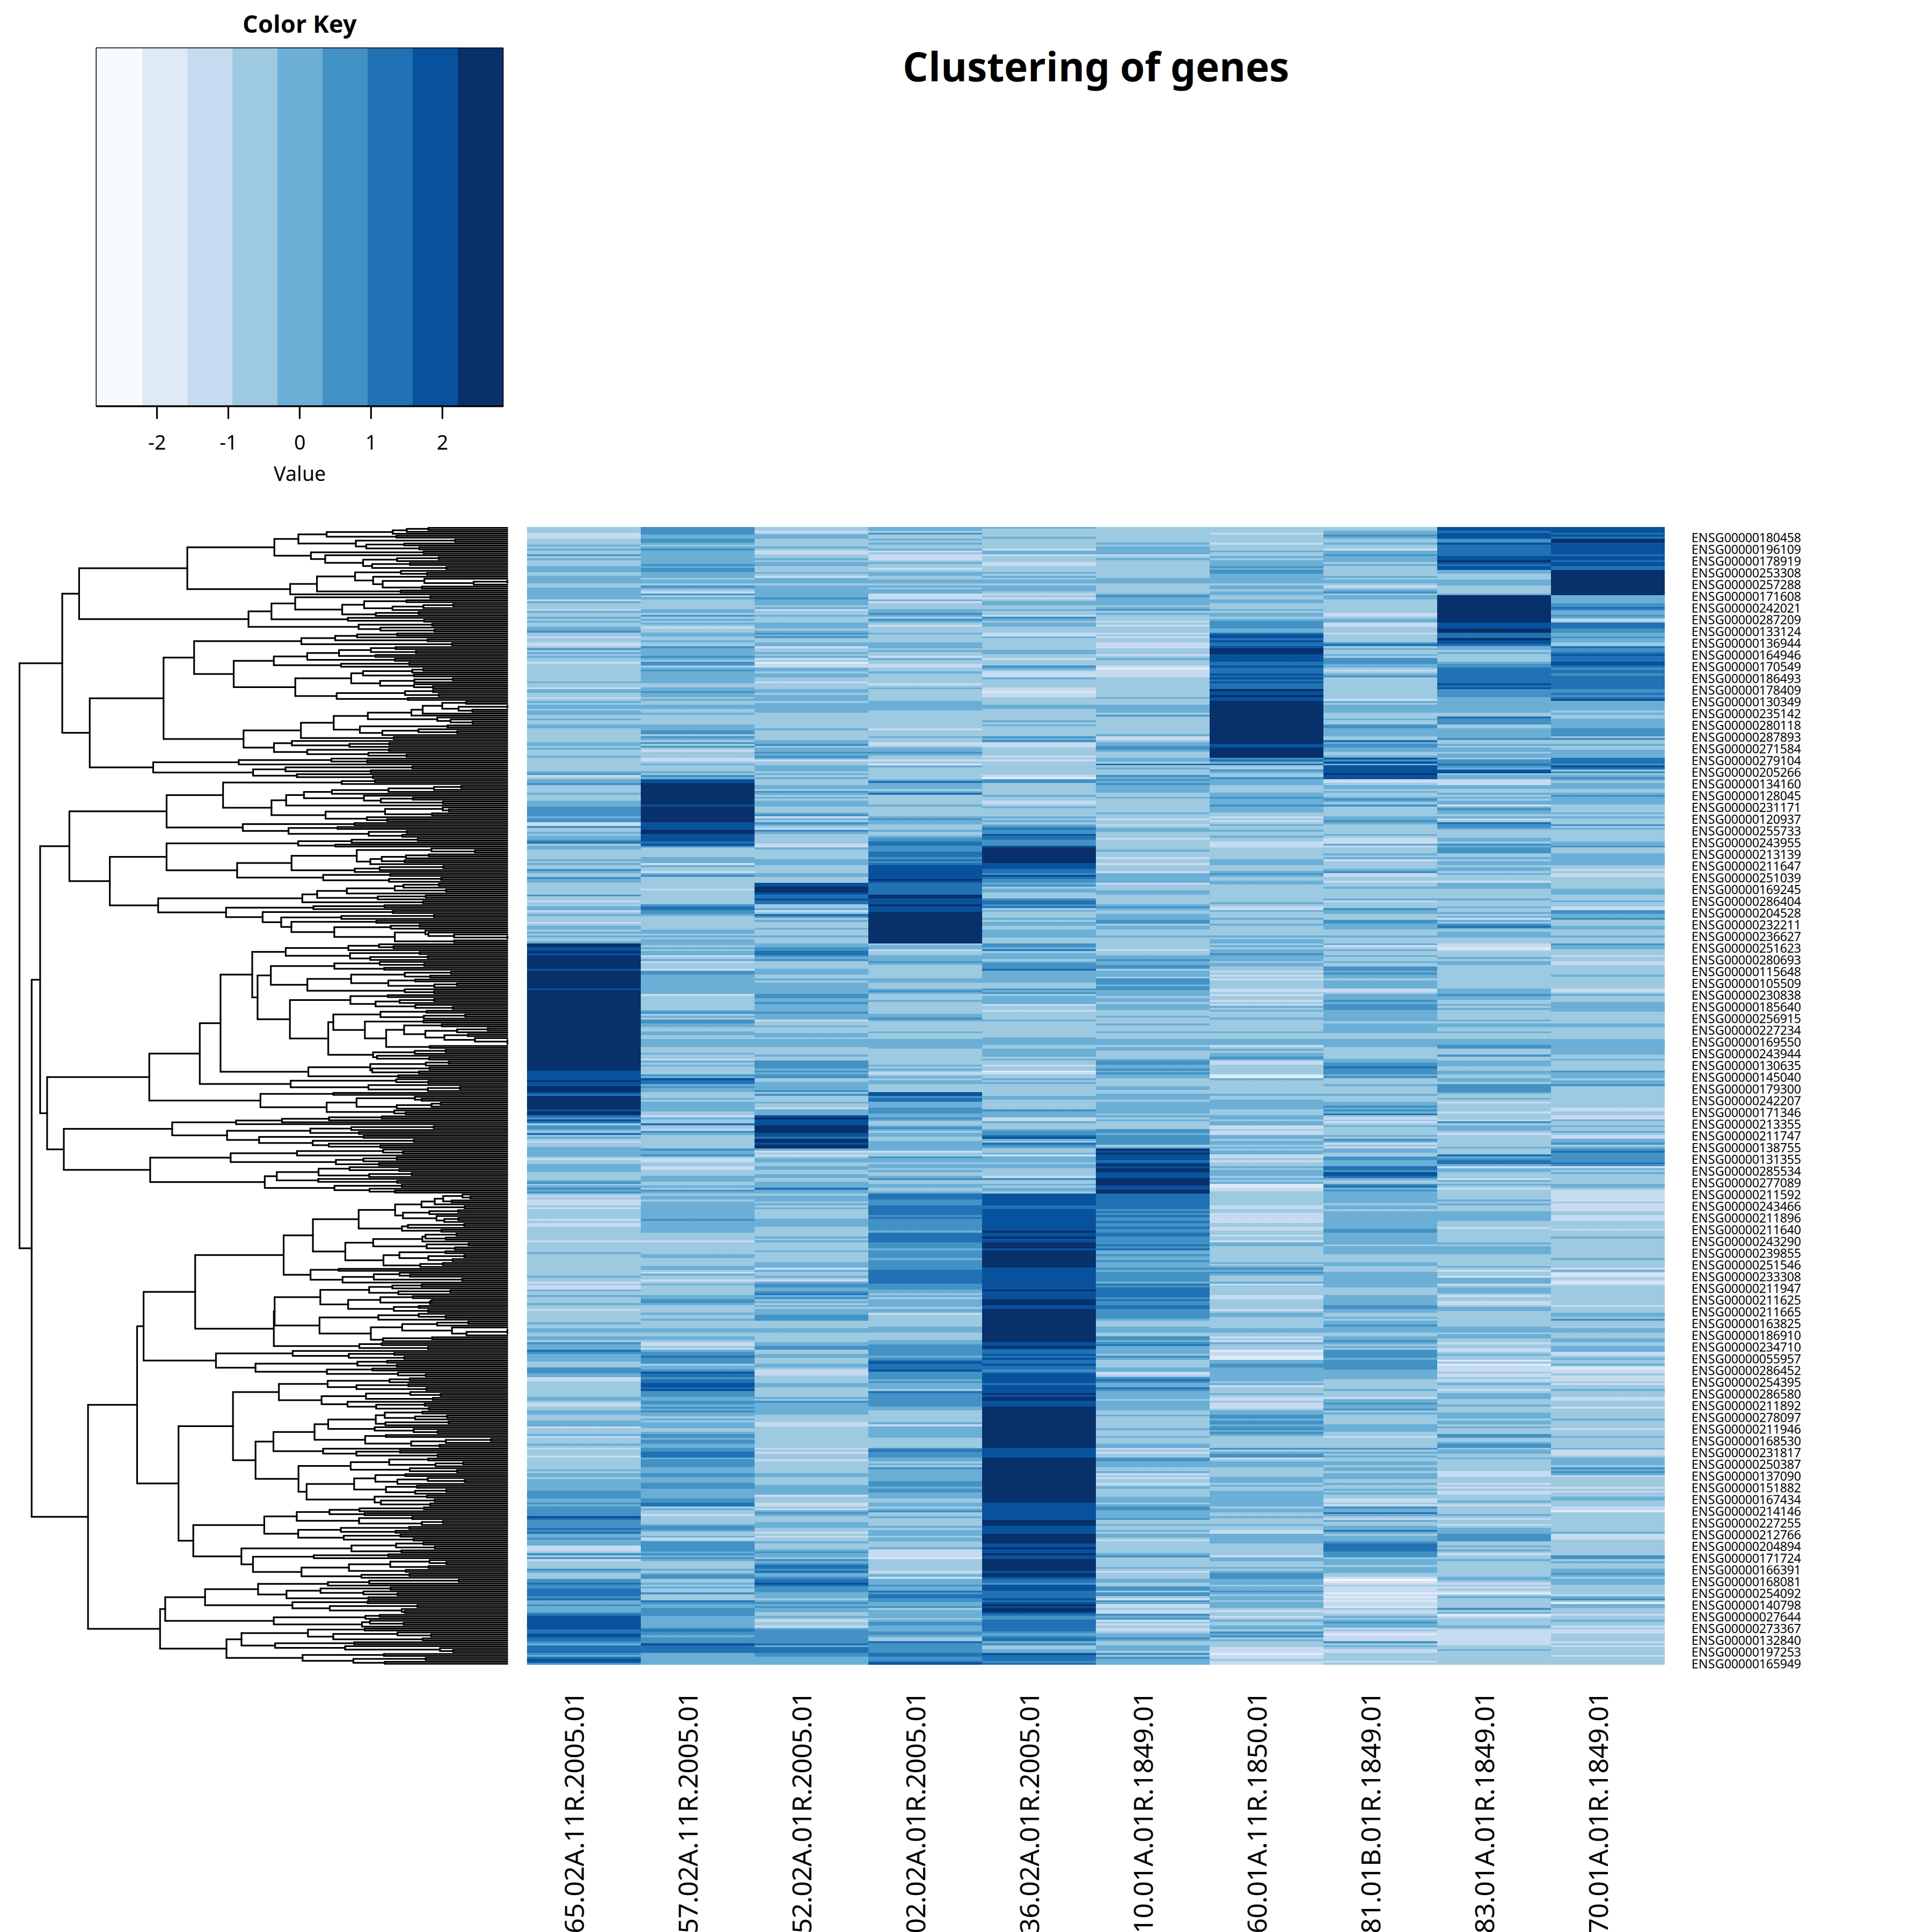 Color Key
Clustering of genes
-2 -1 0 1 2
Value
ENSG00000180458
ENSG00000196109
ENSG00000178919
ENSG00000253308
ENSG00000257288
ENSG00000171608
ENSG00000242021
ENSG00000287209
ENSG00000133124
ENSG00000136944
ENSG00000164946
ENSG00000170549
ENSG00000186493
ENSG00000178409
ENSG00000130349
ENSG00000235142
ENSG00000280118
ENSG00000287893
ENSG00000271584
ENSG00000279104
ENSG00000205266
ENSG00000134160
ENSG00000128045
ENSG00000231171
ENSG00000120937
ENSG00000255733
ENSG00000243955
ENSG00000213139
ENSG00000211647
ENSG00000251039
ENSG00000169245
ENSG00000286404
ENSG00000204528
ENSG00000232211
ENSG00000236627
ENSG00000251623
ENSG00000280693
ENSG00000115648
ENSG00000105509
ENSG00000230838
ENSG00000185640
ENSG00000256915
ENSG00000227234
ENSG00000169550
ENSG00000243944
ENSG00000130635
ENSG00000145040
ENSG00000179300
ENSG00000242207
ENSG00000171346
ENSG00000213355
ENSG00000211747
ENSG00000138755
ENSG00000131355
ENSG00000285534
ENSG00000277089
ENSG00000211592
ENSG00000243466
ENSG00000211896
ENSG00000211640
ENSG00000243290
ENSG00000239855
ENSG00000251546
ENSG00000233308
ENSG00000211947
ENSG00000211625
ENSG00000211665
ENSG00000163825
ENSG00000186910
ENSG00000234710
ENSG00000055957
ENSG00000286452
ENSG00000254395
ENSG00000286580
ENSG00000211892
ENSG00000278097
ENSG00000211946
ENSG00000168530
ENSG00000231817
ENSG00000250387
ENSG00000137090
ENSG00000151882
ENSG00000167434
ENSG00000214146
ENSG00000227255
ENSG00000212766
ENSG00000204894
ENSG00000171724
ENSG00000166391
ENSG00000168081
ENSG00000254092
ENSG00000140798
ENSG00000027644
ENSG00000273367
ENSG00000132840
ENSG00000197253
ENSG00000165949
65.02A.11R.2005.01
57.02A.11R.2005.01
52.02A.01R.2005.01
02.02A.01R.2005.01
36.02A.01R.2005.01
10.01A.01R.1849.01
60.01A.11R.1850.01
81.01B.01R.1849.01
83.01A.01R.1849.01
70.01A.01R.1849.01